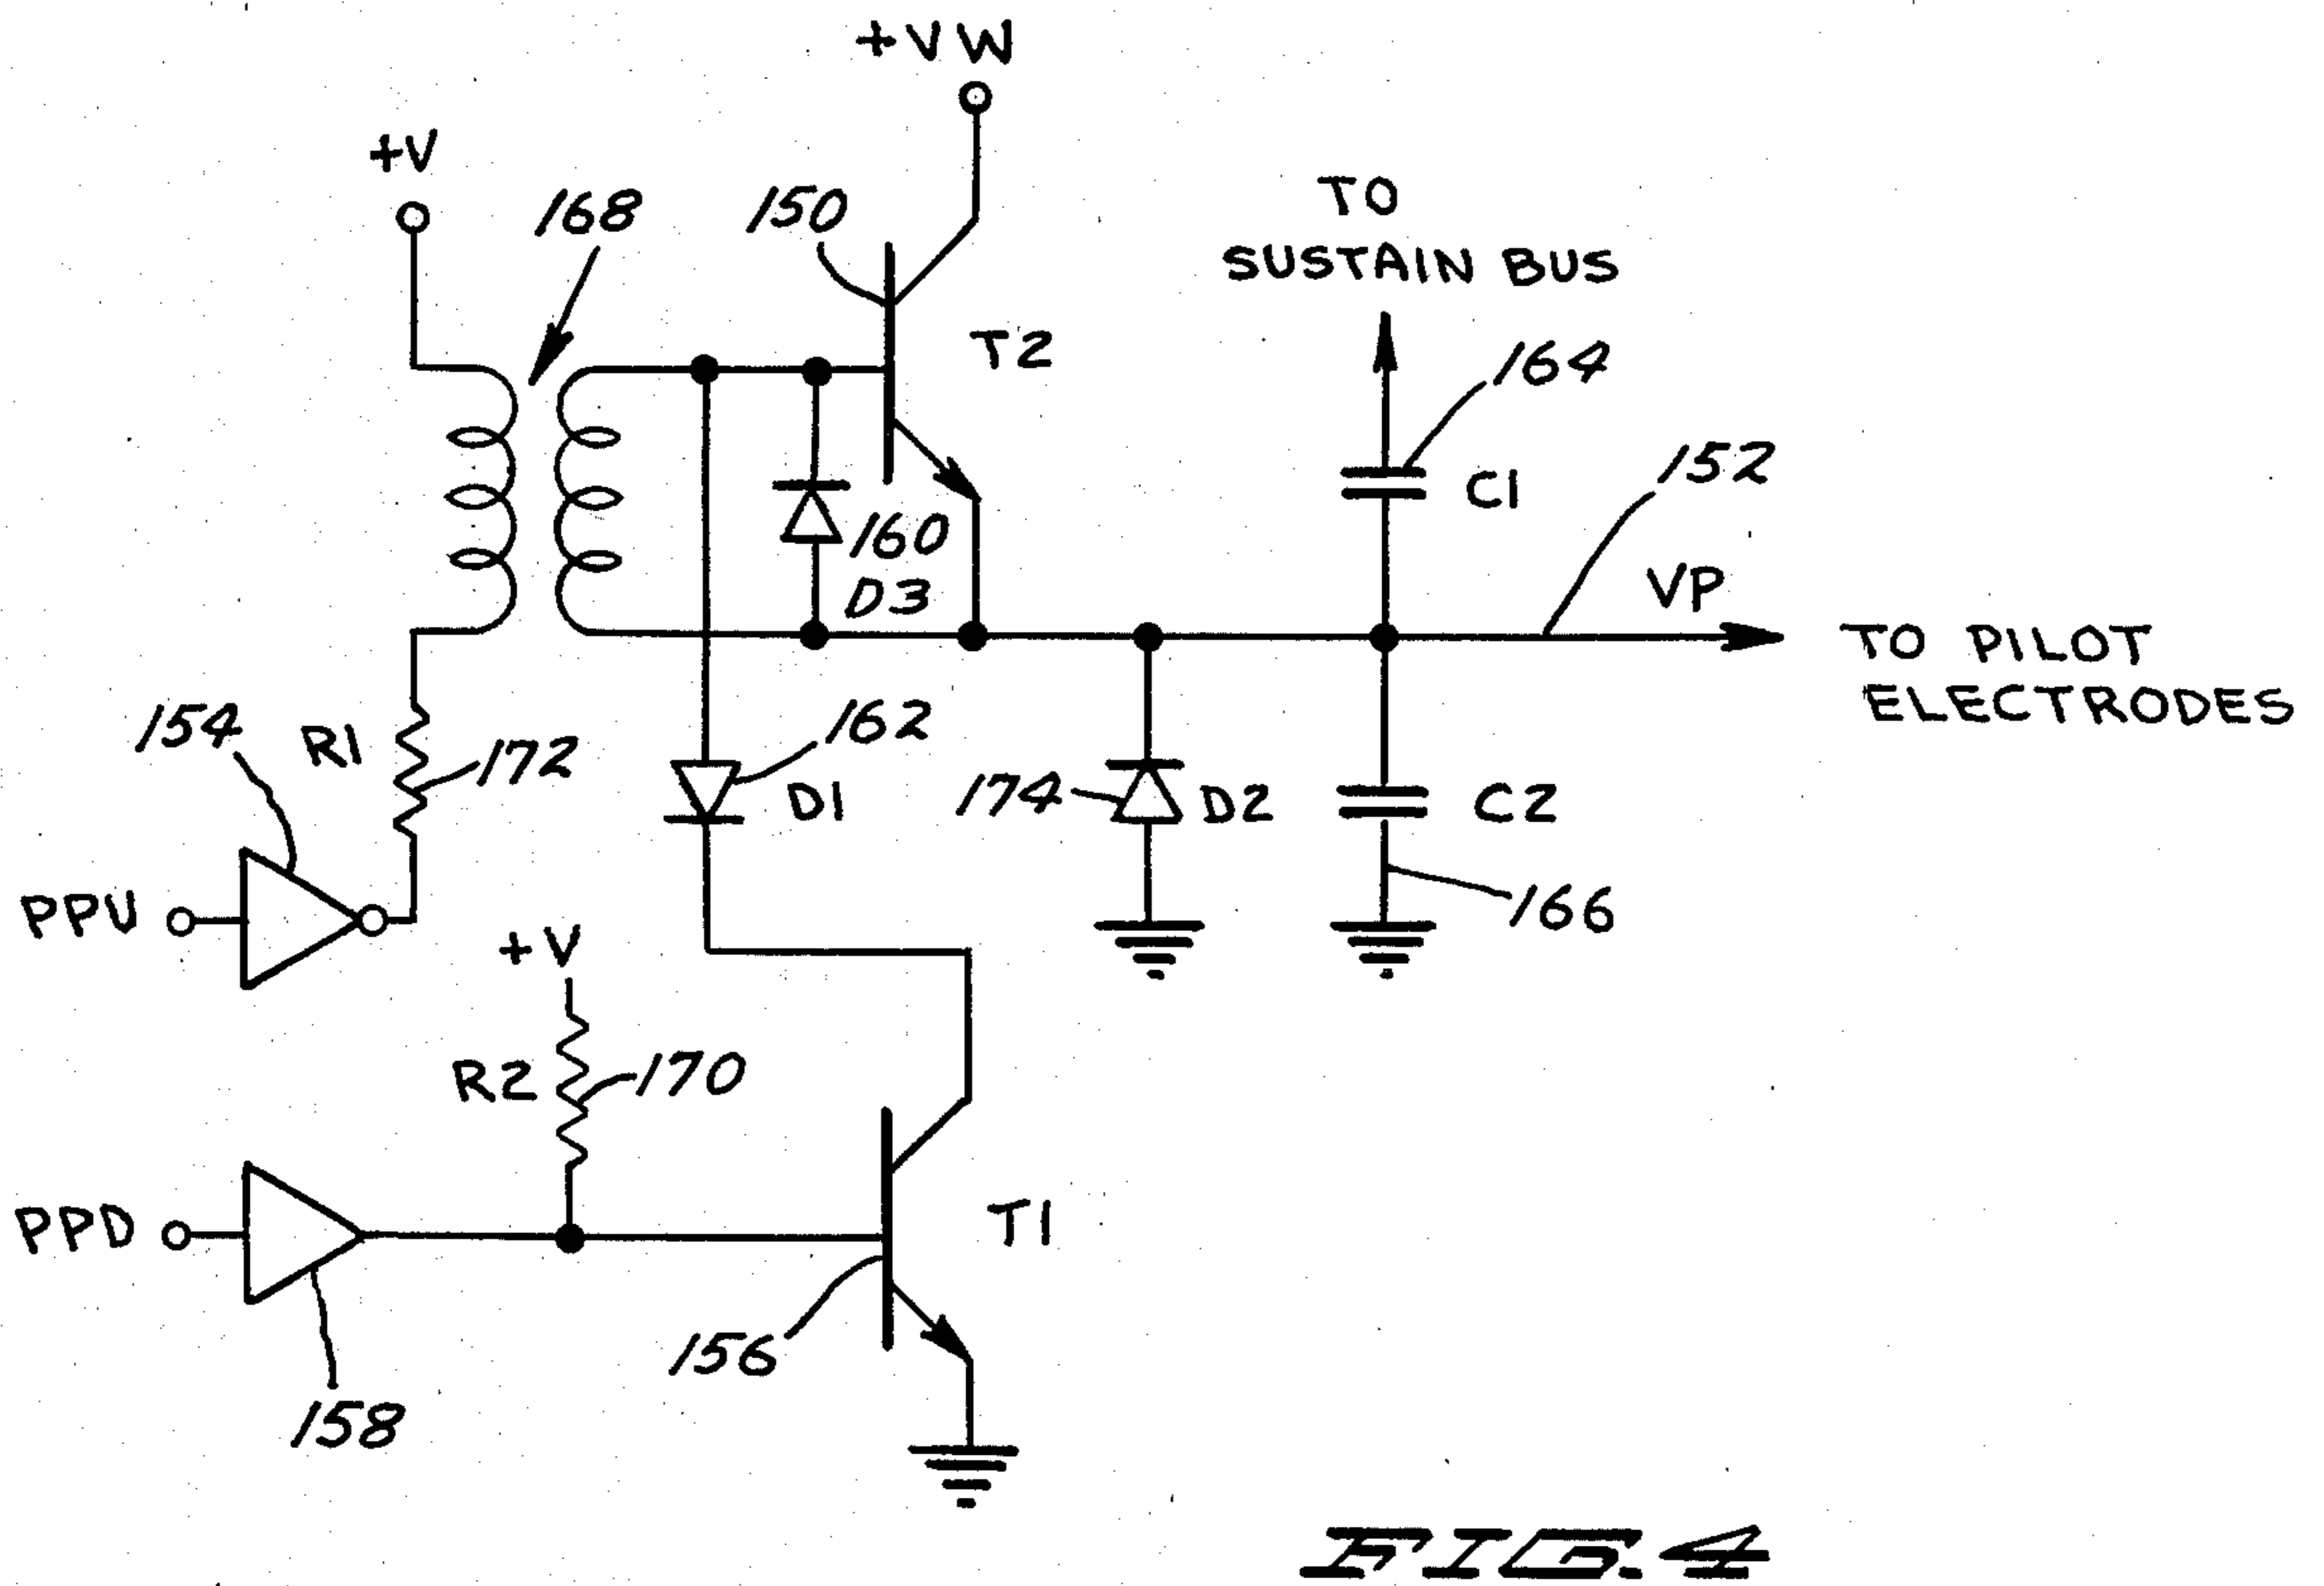 +VW
+V
168
150
TO
SUSTAIN BUS
T2
164
C1
152
160
D3
VP
TO PILOT
ELECTRODES
154
R1
172
162
D1
174
D2
C2
166
PPU
+V
R2
170
PPD
T1
156
158
FIG. 4